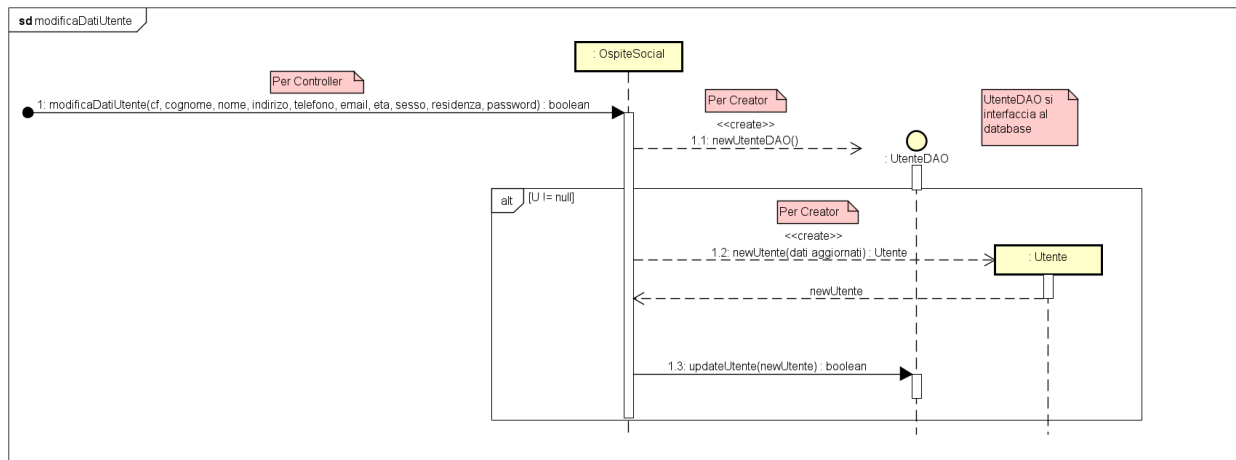 sd modificaDatiUtente
: OspiteSocial
Per Controller
1: modificaDatiUtente(cf, cognome, nome, indirizo, telefono, email, eta, sesso, residenza, password) : boolean
Per Creator
<<create>>
1.1: newUtenteDAO()
UtenteDAO si
interfaccia al
database
: UtenteDAO
alt
[U != null]
Per Creator
<<create>>
1.2: newUtente(dati aggiornati) : Utente
: Utente
newUtente
1.3: updateUtente(newUtente) : boolean